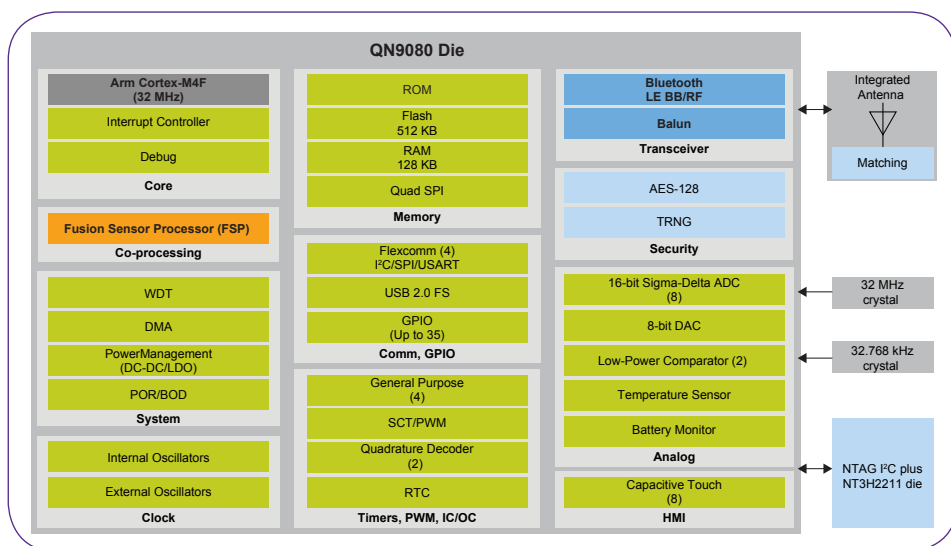 QN9080 Die
Arm Cortex-M4F
(32 MHz)
Interrupt Controller
Debug
Core
Fusion Sensor Processor (FSP)
Co-processing
WDT
DMA
PowerManagement
(DC-DC/LDO)
POR/BOD
System
Internal Oscillators
External Oscillators
Clock
ROM
Flash
512 KB
RAM
128 KB
Quad SPI
Memory
Flexcomm (4)
I²C/SPI/USART
USB 2.0 FS
GPIO
(Up to 35)
Comm, GPIO
General Purpose
(4)
SCT/PWM
Quadrature Decoder
(2)
RTC
Timers, PWM, IC/OC
Bluetooth
LE BB/RF
Balun
Transceiver
AES-128
TRNG
Security
16-bit Sigma-Delta ADC
(8)
8-bit DAC
Low-Power Comparator (2)
Temperature Sensor
Battery Monitor
Analog
Capacitive Touch
(8)
HMI
Integrated
Antenna
Matching
32 MHz
crystal
32.768 kHz
crystal
NTAG I²C plus
NT3H2211 die